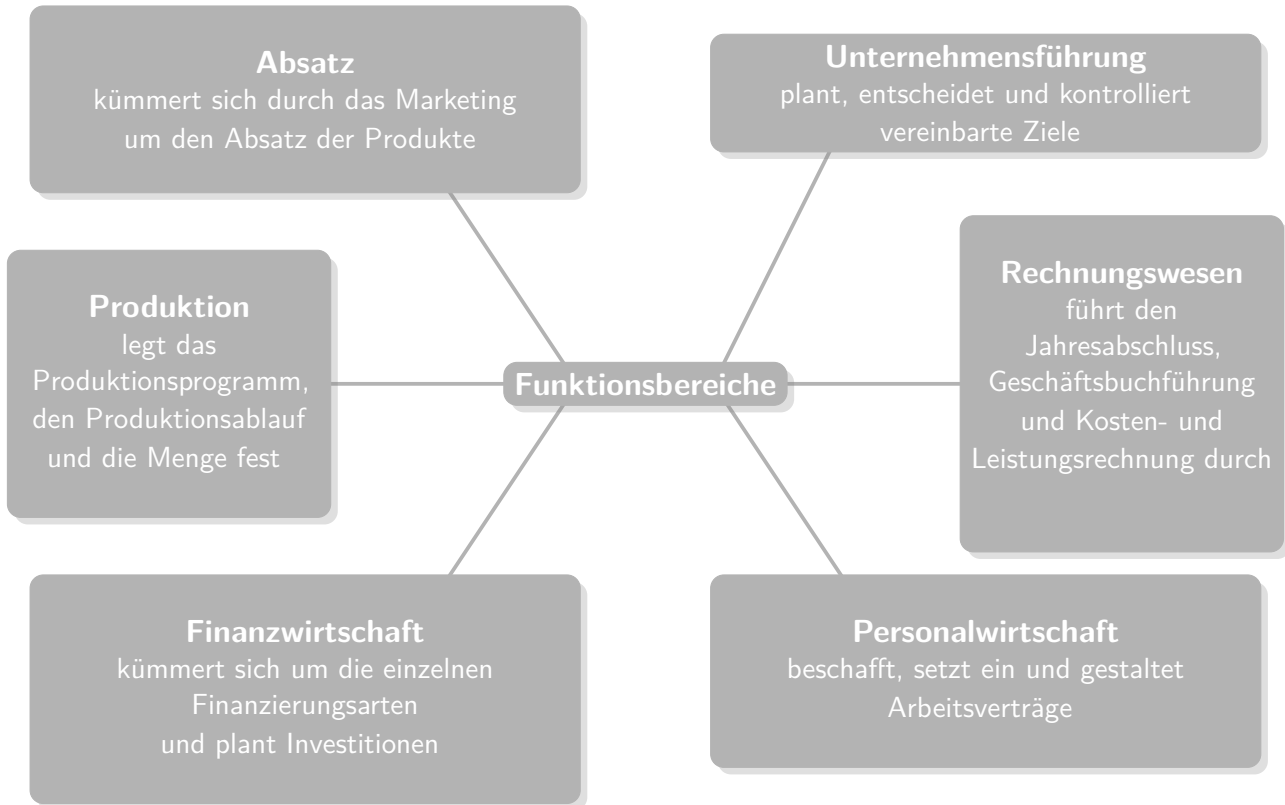 Absatz
kümmert sich durch das Marketing
um den Absatz der Produkte
Unternehmensführung
plant, entscheidet und kontrolliert
vereinbarte Ziele
Produktion
legt das
Produktionsprogramm,
den Produktionsablauf
und die Menge fest
Funktionsbereiche
Rechnungswesen
führt den
Jahresabschluss,
Geschäftsbuchführung
und Kosten- und
Leistungsrechnung durch
Finanzwirtschaft
kümmert sich um die einzelnen
Finanzierungsarten
und plant Investitionen
Personalwirtschaft
beschafft, setzt ein und gestaltet
Arbeitsverträge